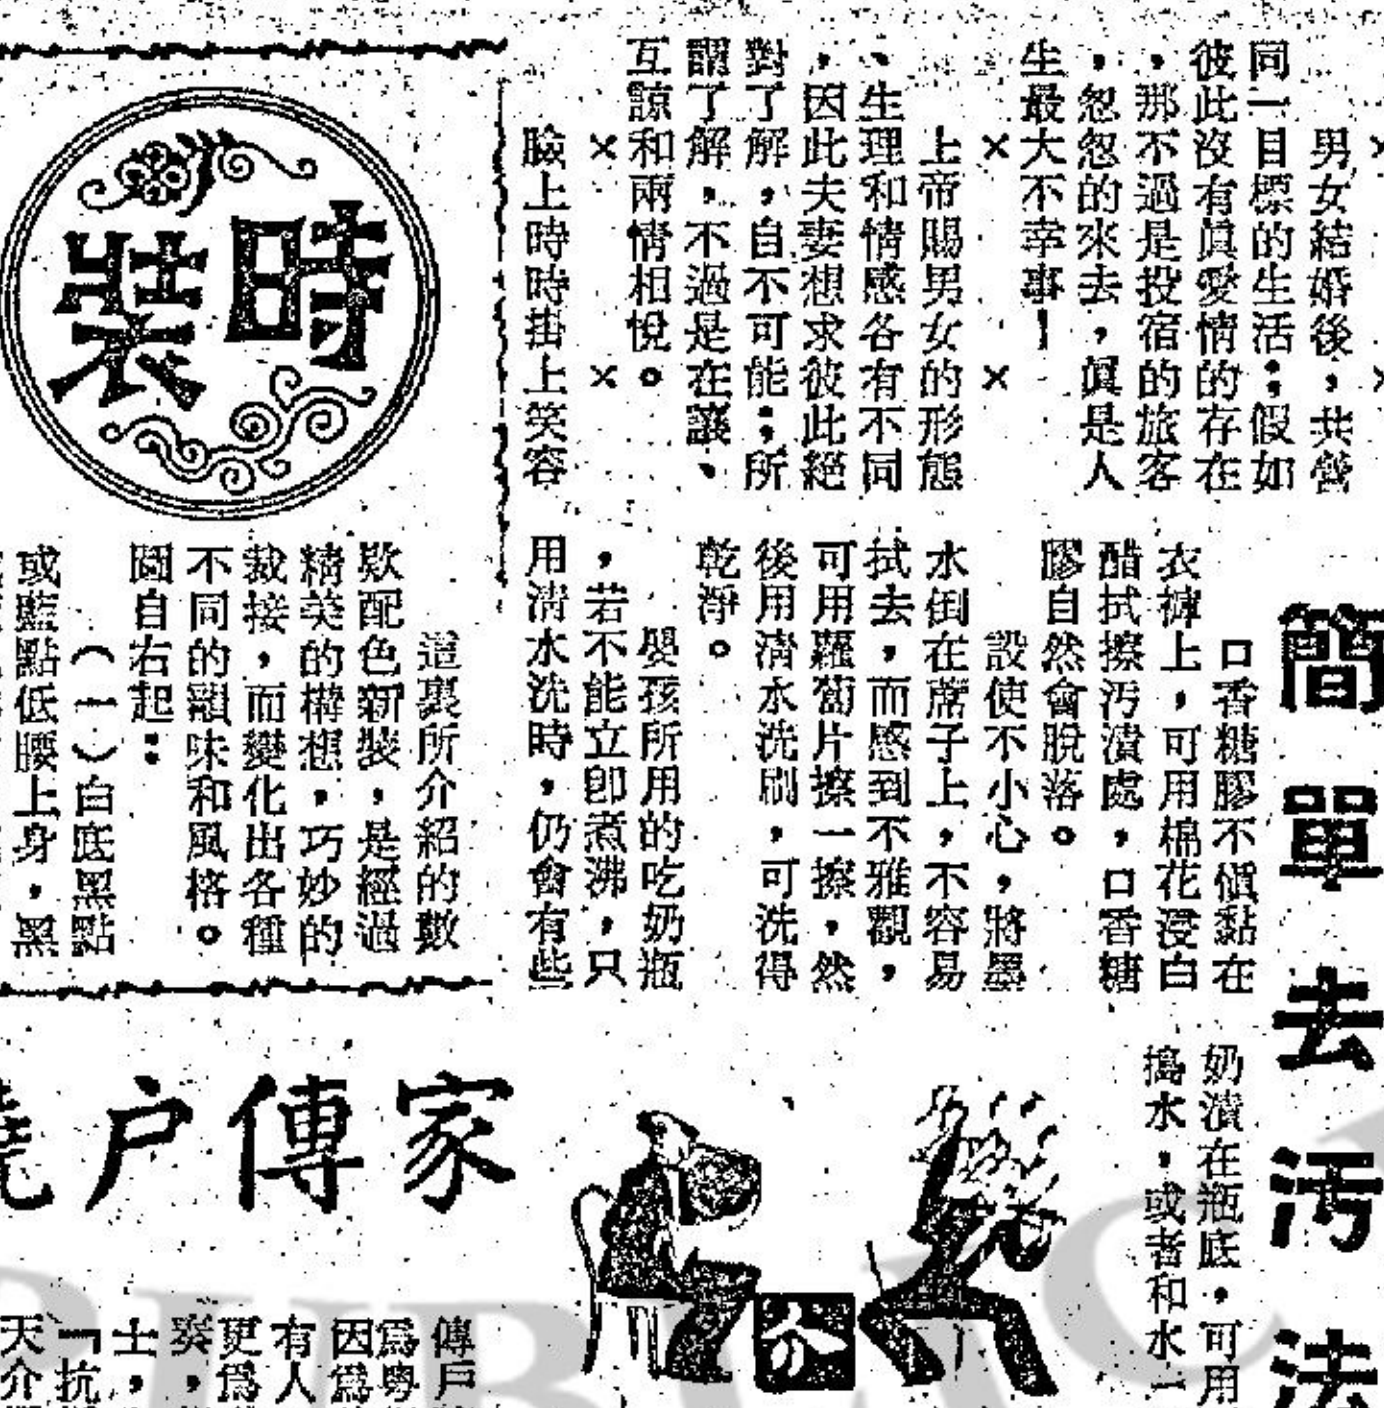 男女結婚後，共營
同一目標的生活；假如
彼此沒有眞愛情的存在
，那不過是投宿的旅客
，忽忽的來去，眞是人
生最大不幸事！
× ×
上帝賜男女的形態
、生理和情感各有不同
，因此夫妻想求彼此絕
對了解，自不可能；所
謂了解，不過是在讓、
互諒和兩情相悅。
× ×
臉上時時掛上笑容
簡單去污法
口香糖膠不愼黏在
衣褲上，可用棉花浸白
醋拭擦汚漬處，口香糖
膠自然會脫落。
設使不小心，將墨
水倒在蓆子上，不容易
拭去，而感到不雅觀，
可用蘿蔔片擦一擦，然
後用清水洗刷，可洗得
乾淨。
嬰孩所用的吃奶瓶
，若不能立卽煮沸，只
用清水洗時，仍會有些
奶漬在瓶底，可用
搗水，或者和水一
時裝
這裏所介紹的數
欵配色新裝，是經過
精美的構想，巧妙的
裁接，而變化出各種
不同的韻味和風格。
圖自右起：
（一）白底黑點
或藍點低腰上身，黑
家傳戶
傳戶
爲粵
因爲
有人
更爲
奕，
士，
「抗
天介